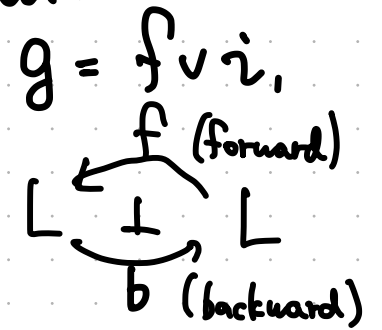 g = f ∨ i,
f (forward)
L ⊥ L
b (backward)